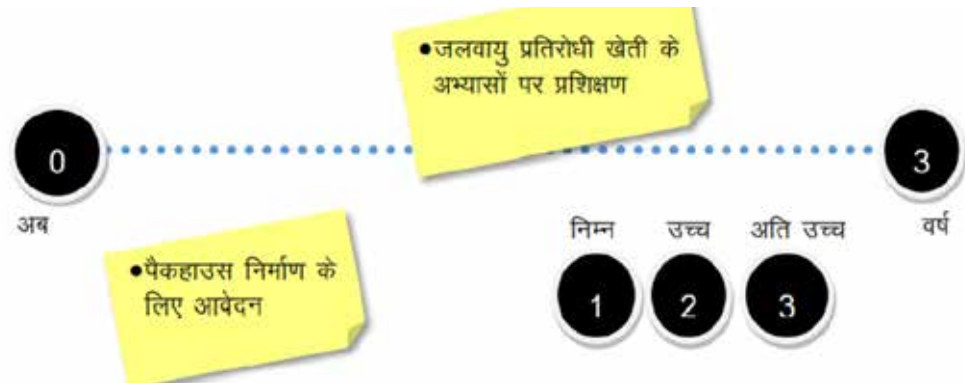 ●जलवायु प्रतिरोधी खेती के
अभ्यासों पर प्रशिक्षण
0
3
अब
वर्ष
●पैकहाउस निर्माण के
लिए आवेदन
निम्न उच्च अति उच्च
1 2 3